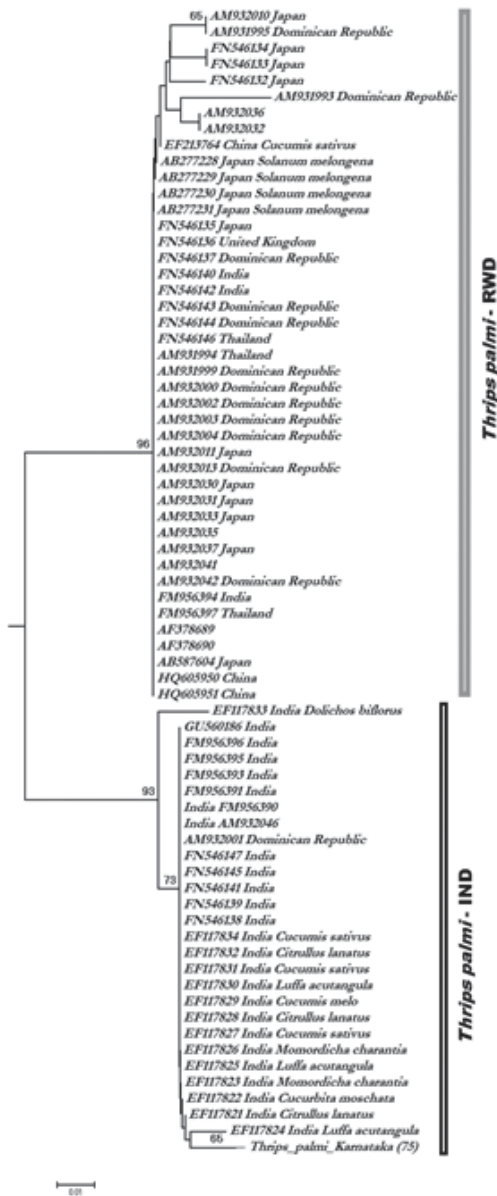 65
AM932010 Japan
AM931995 Dominican Republic
FN546134 Japan
FN546133 Japan
FN546132 Japan
AM931993 Dominican Republic
AM932036
AM932032
EF213764 China Cucumis sativus
AB277228 Japan Solanum melongena
AB277229 Japan Solanum melongena
AB277230 Japan Solanum melongena
AB277231 Japan Solanum melongena
FN546135 Japan
FN546136 United Kingdom
FN546137 Dominican Republic
FN546140 India
FN546142 India
FN546143 Dominican Republic
FN546144 Dominican Republic
FN546146 Thailand
AM931994 Thailand
AM931999 Dominican Republic
AM932000 Dominican Republic
AM932002 Dominican Republic
AM932003 Dominican Republic
AM932004 Dominican Republic
96
AM932011 Japan
AM932013 Dominican Republic
AM932030 Japan
AM932031 Japan
AM932033 Japan
AM932035
AM932037 Japan
AM932041
AM932042 Dominican Republic
FM956394 India
FM956397 Thailand
AF378689
AF378690
AB587604 Japan
HQ605950 China
HQ605951 China
Thrips palmi - RWD
EF117833 India Dolichos biflorus
GU560186 India
FM956396 India
FM956395 India
FM956393 India
93
FM956391 India
India FM956390
India AM932046
AM932001 Dominican Republic
FN546147 India
FN546145 India
73
FN546141 India
FN546139 India
FN546138 India
EF117834 India Cucumis sativus
EF117832 India Citrullus lanatus
EF117831 India Cucumis sativus
EF117830 India Luffa acutangula
EF117829 India Cucumis melo
EF117828 India Citrullus lanatus
EF117827 India Cucumis sativus
EF117826 India Momordicha charantia
EF117825 India Luffa acutangula
EF117823 India Momordicha charantia
EF117822 India Cucurbita moschata
EF117821 India Citrullus lanatus
EF117824 India Luffa acutangula
65
Thrips_palmi_Karnataka (75)
Thrips palmi - IND
0.01